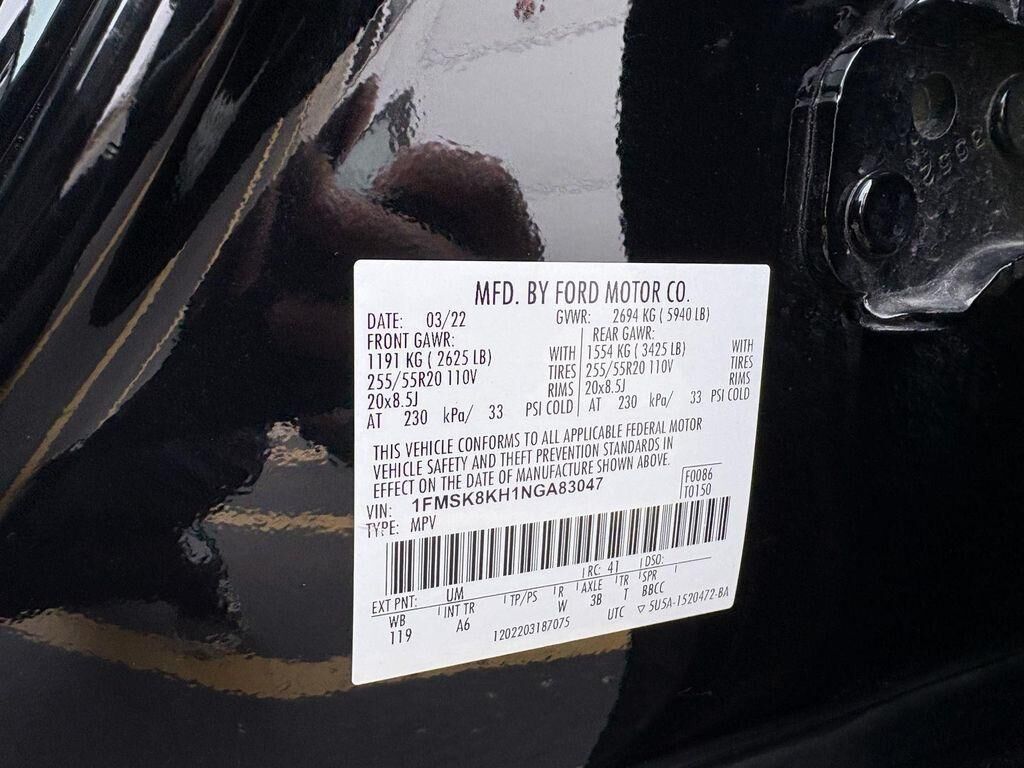 MFD. BY FORD MOTOR CO.
DATE: 03/22 GVWR: 2694 KG ( 5940 LB)
FRONT GAWR: REAR GAWR:
1191 KG ( 2625 LB) WITH 1554 KG ( 3425 LB) WITH
255/55R20 110V TIRES 255/55R20 110V TIRES
20x8.5J RIMS 20x8.5J RIMS
AT 230 kPa/ 33 PSI COLD AT 230 kPa/ 33 PSI COLD
THIS VEHICLE CONFORMS TO ALL APPLICABLE FEDERAL MOTOR
VEHICLE SAFETY AND THEFT PREVENTION STANDARDS IN
EFFECT ON THE DATE OF MANUFACTURE SHOWN ABOVE.
VIN: 1FMSK8KH1NGA83047 F0086
TYPE: MPV T0150
EXT PNT: UM RC: 41 DSO:
WB INT TR TP/PS R AXLE TR SPR
119 A6 W 3B T BBCC
1202203187075 UTC ▽ 5U5A-1520472-BA